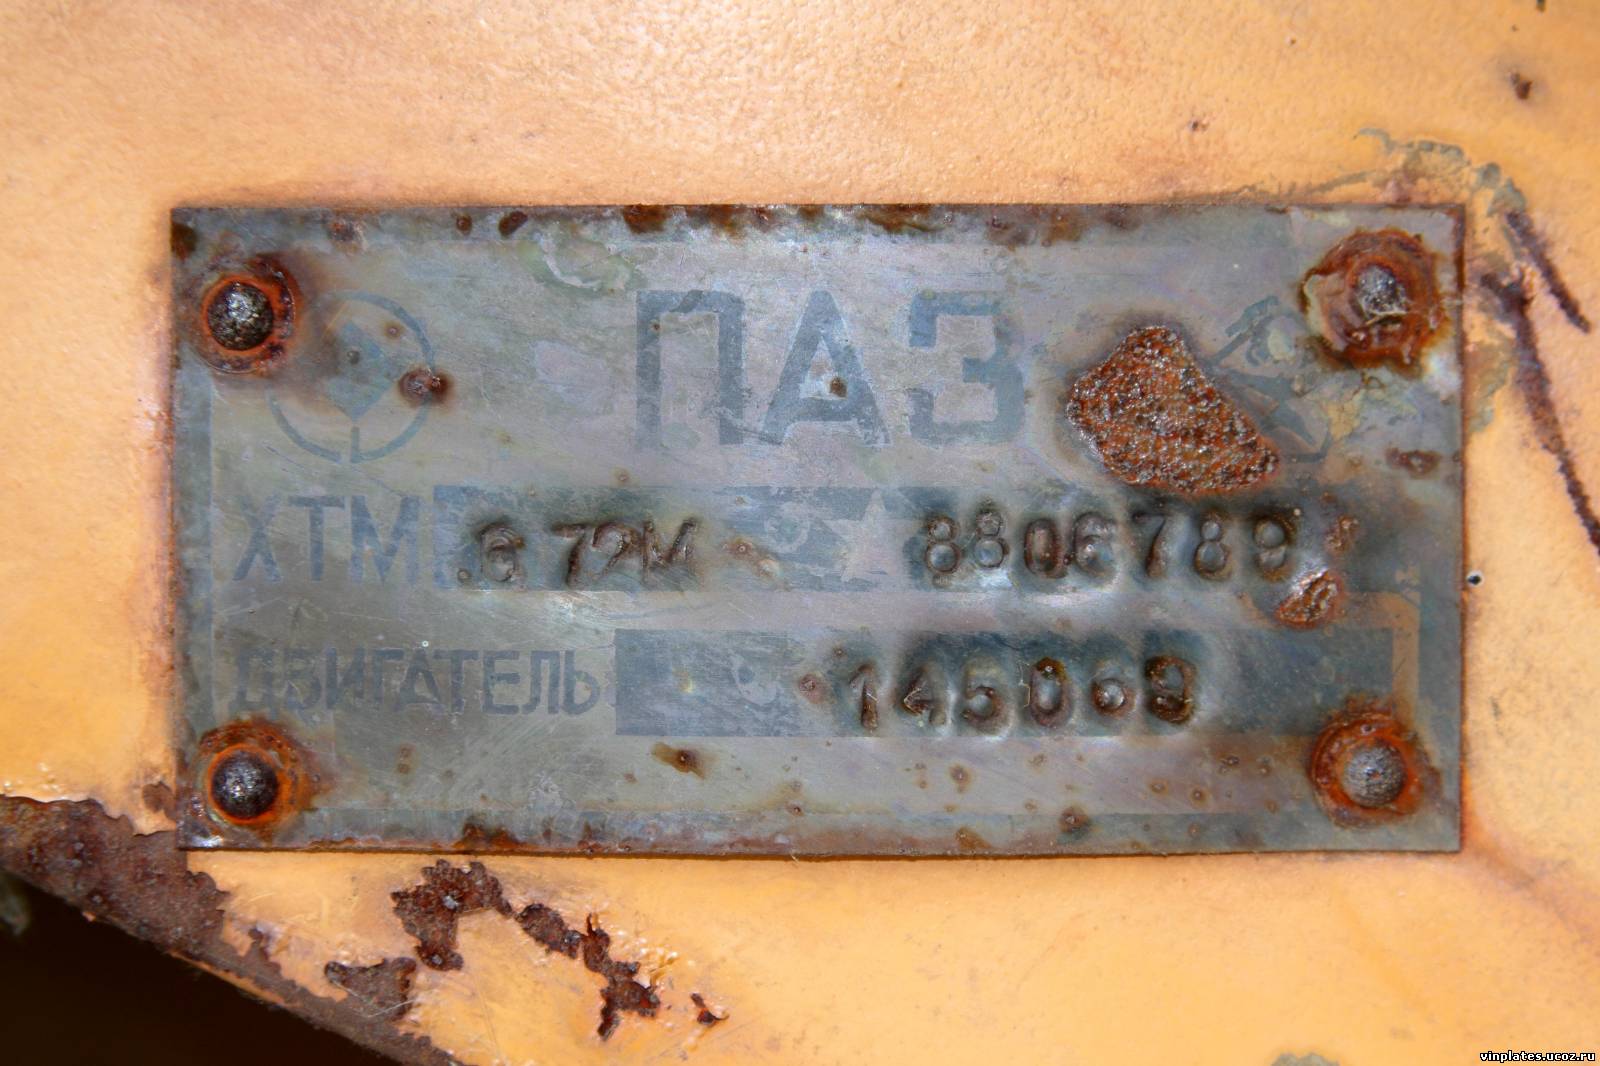 ПАЗ
ХТМ 672М ★ 8806789
ДВИГАТЕЛЬ 145069
vinplates.ucoz.ru